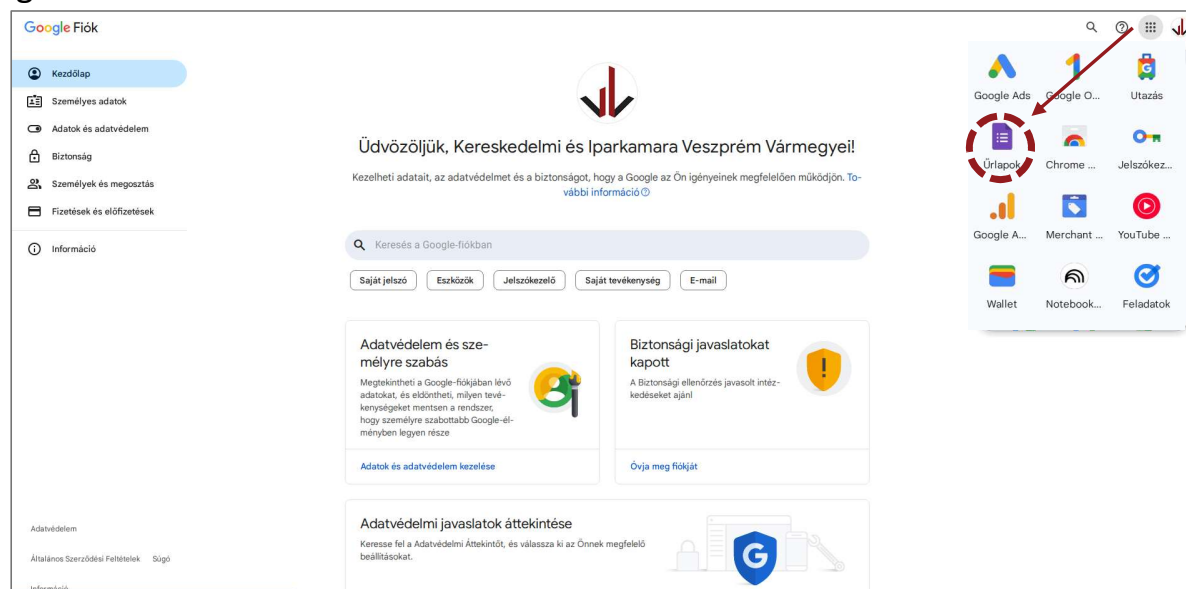 Google Fiók
Kezdőlap
Személyes adatok
Adatok és adatvédelem
Biztonság
Személyek és megosztás
Fizetések és előfizetések
Információ
Adatvédelem
Általános Szerződési Feltételek Súgó
Információ
Üdvözöljük, Kereskedelmi és Iparkamara Veszprém Vármegyei!
Kezelheti adatait, az adatvédelmet és a biztonságot, hogy a Google az Ön igényeinek megfelelően működjön. To-
vábbi információ
Keresés a Google-fiókban
Saját jelszó Eszközök Jelszókezelő Saját tevékenység E-mail
Adatvédelem és sze-
mélyre szabás
Megtekintheti a Google-fiókjában lévő
adatokat, és eldöntheti, milyen tevé-
kenységeket mentsen a rendszer,
hogy személyre szabottabb Google-él-
ményben legyen része
Adatok és adatvédelem kezelése
Biztonsági javaslatokat
kapott
A Biztonsági ellenőrzés javasolt intéz-
kedéseket ajánl
Óvja meg fiókját
Adatvédelmi javaslatok áttekintése
Keresse fel a Adatvédelmi Áttekintőt, és válassza ki az Önnek megfelelő
beállításokat.
G
Google Ads Google O... Utazás
Űrlapok Chrome ... Jelszókez...
Google A... Merchant ... YouTube ...
Wallet Notebook... Feladatok